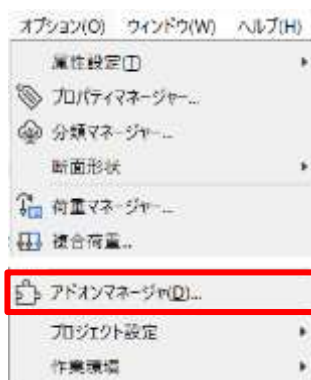 オプション(O) ウィンドウ(W) ヘルプ(H)
属性設定(T)
プロパティマネージャー...
分類マネージャー...
断面形状
荷重マネージャー...
複合荷重...
アドオンマネージャ(D)...
プロジェクト設定
作業環境